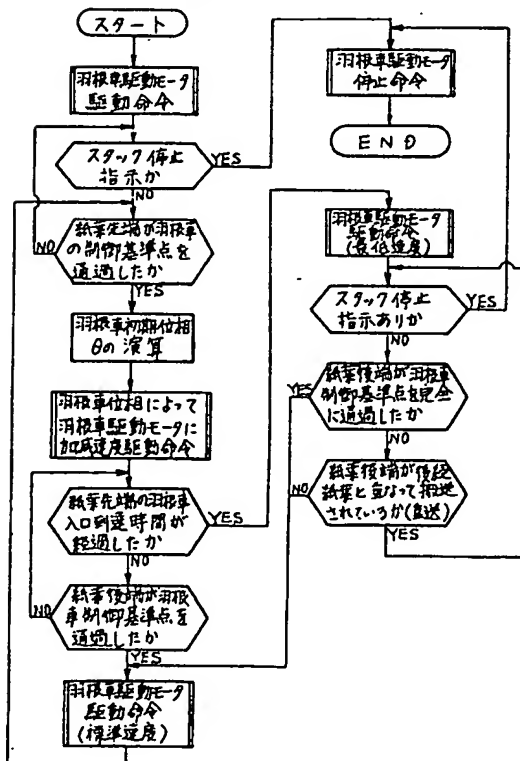 スタート
羽根車駆動モータ
駆動命令
スタック停止
指示か
YES
NO
紙葉先端が羽根車
の制御基準点を
通過したか
NO
YES
羽根車初期位相
θの演算
羽根車位相によって
羽根車駆動モータに
加減速度駆動命令
紙葉先端の羽根車
入口到達時間が
経過したか
YES
NO
紙葉後端が羽根
車制御基準点を
通過したか
NO
YES
羽根車駆動モータ
駆動命令
(標準速度)
羽根車駆動モータ
停止命令
END
羽根車駆動モータ
駆動命令
(最低速度)
スタック停止
指示ありか
YES
NO
紙葉後端が羽根車
制御基準点を完全
に通過したか
YES
NO
紙葉後端が後続
紙葉と重なって搬送
されているか(重送)
NO
YES